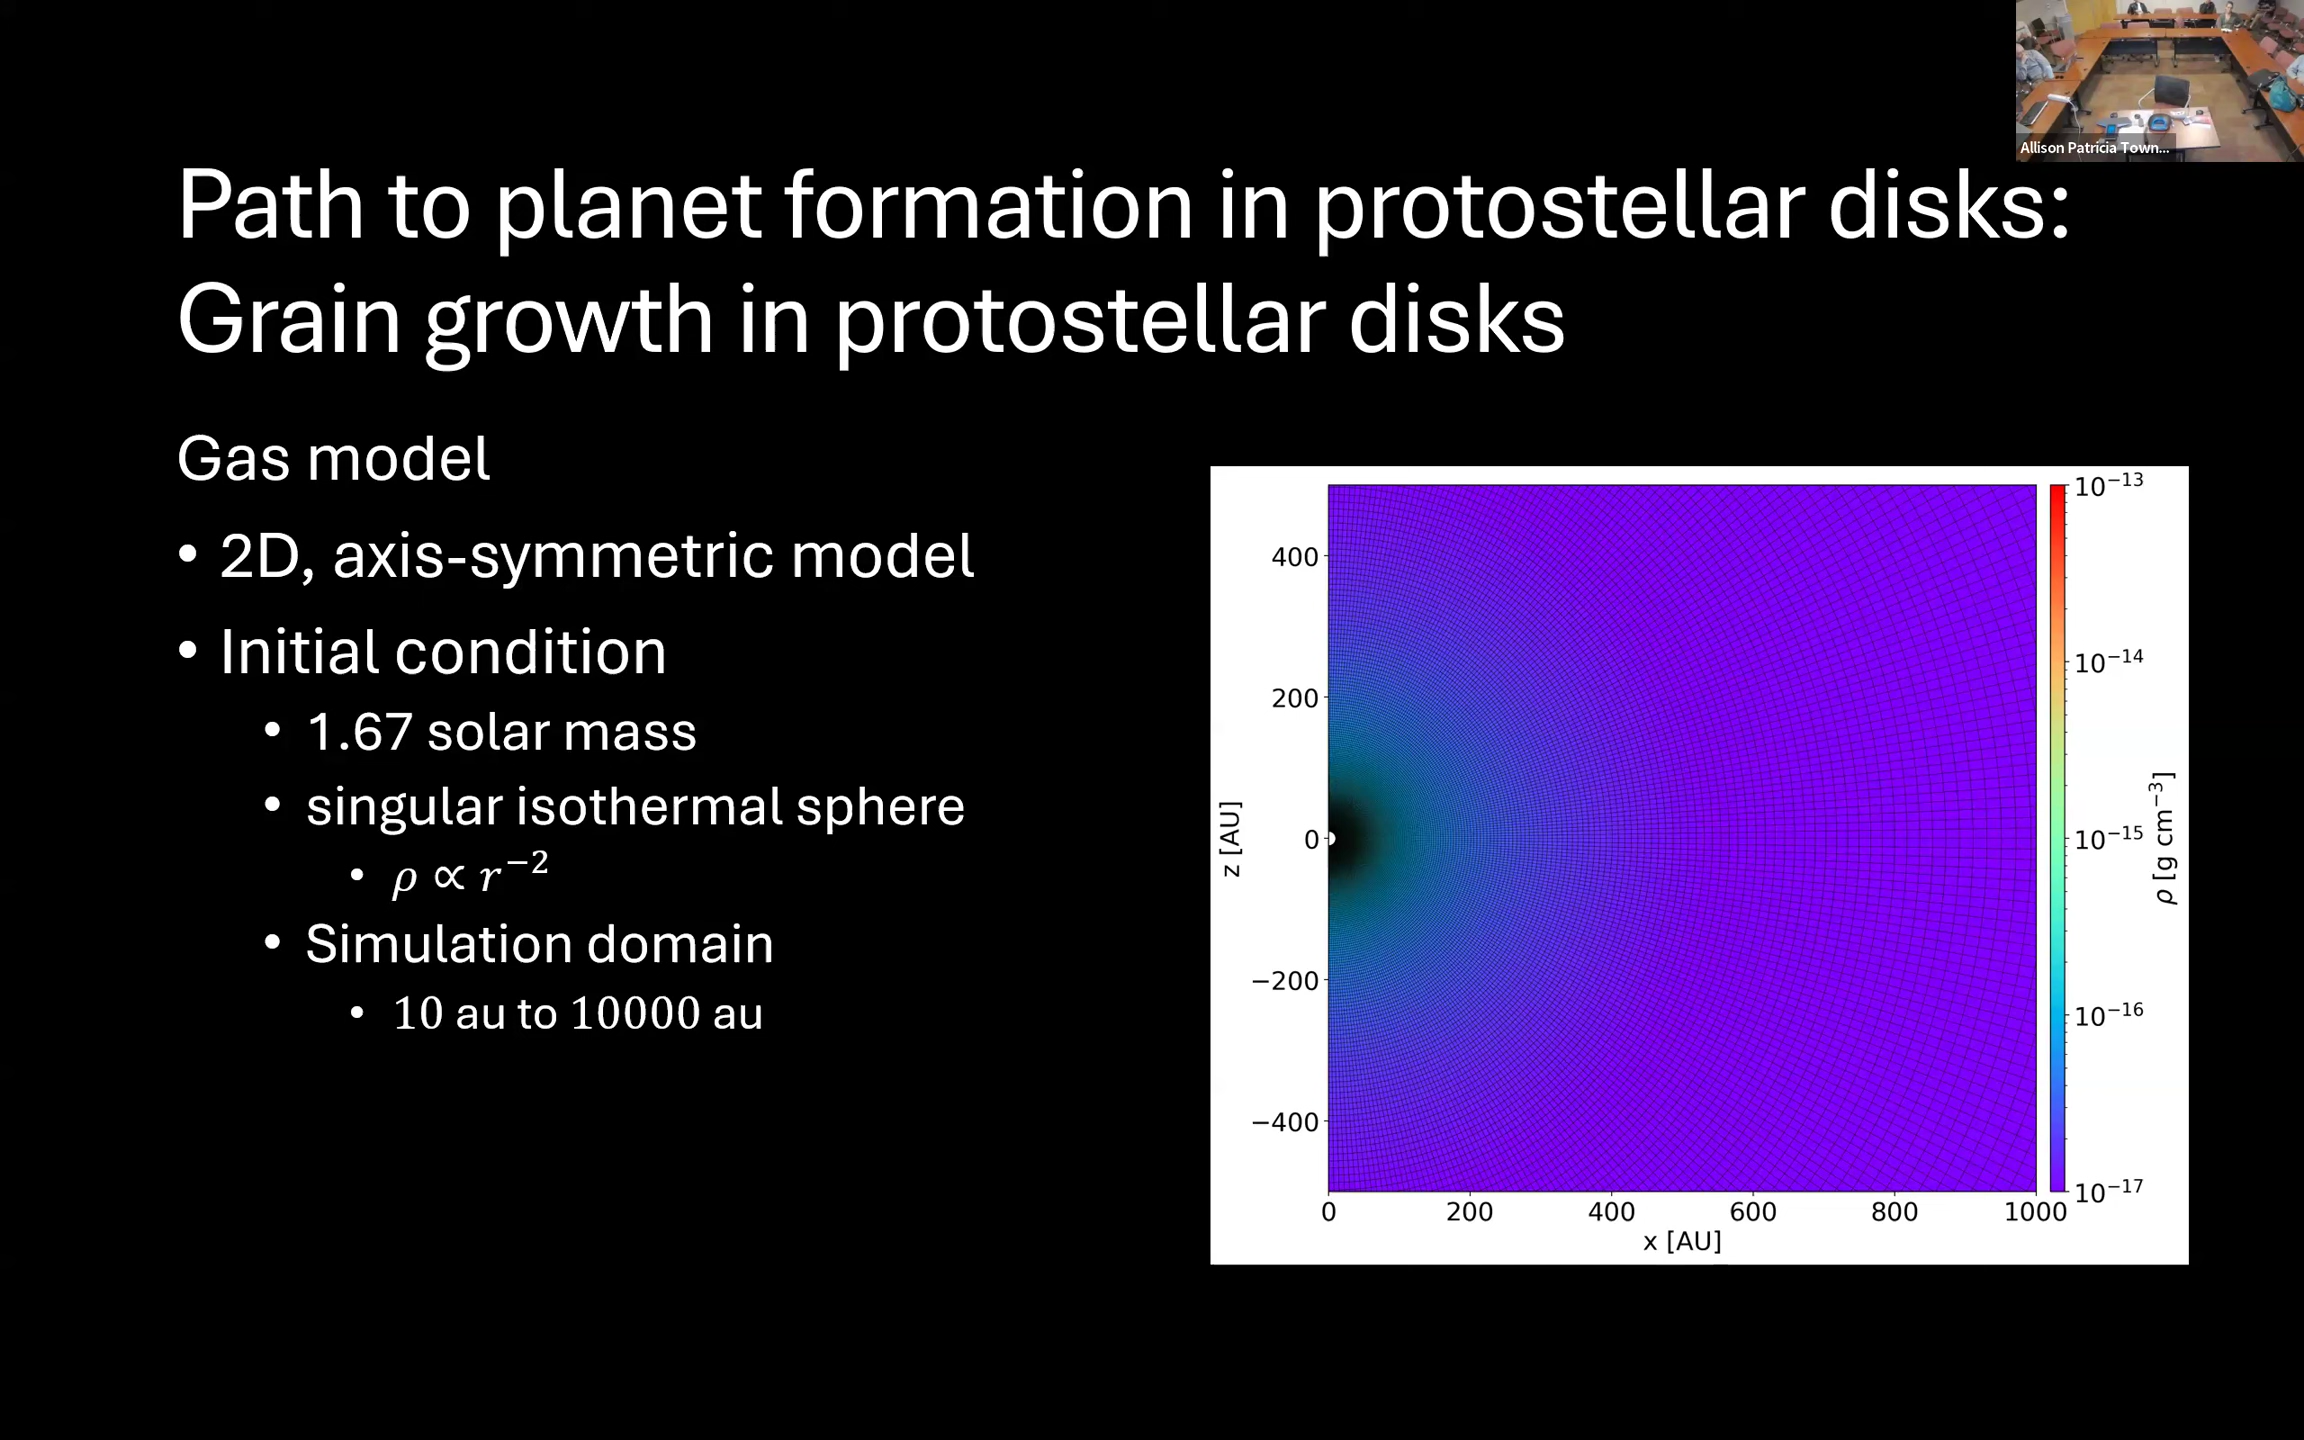 Allison Patricia Town...
Path to planet formation in protostellar disks:
Grain growth in protostellar disks
Gas model
• 2D, axis-symmetric model
• Initial condition
• 1.67 solar mass
• singular isothermal sphere
• ρ ∝ r⁻²
• Simulation domain
• 10 au to 10000 au
z [AU]
400
200
0
−200
−400
0 200 400 600 800 1000
x [AU]
10⁻¹³
10⁻¹⁴
10⁻¹⁵
10⁻¹⁶
10⁻¹⁷
ρ [g cm⁻³]